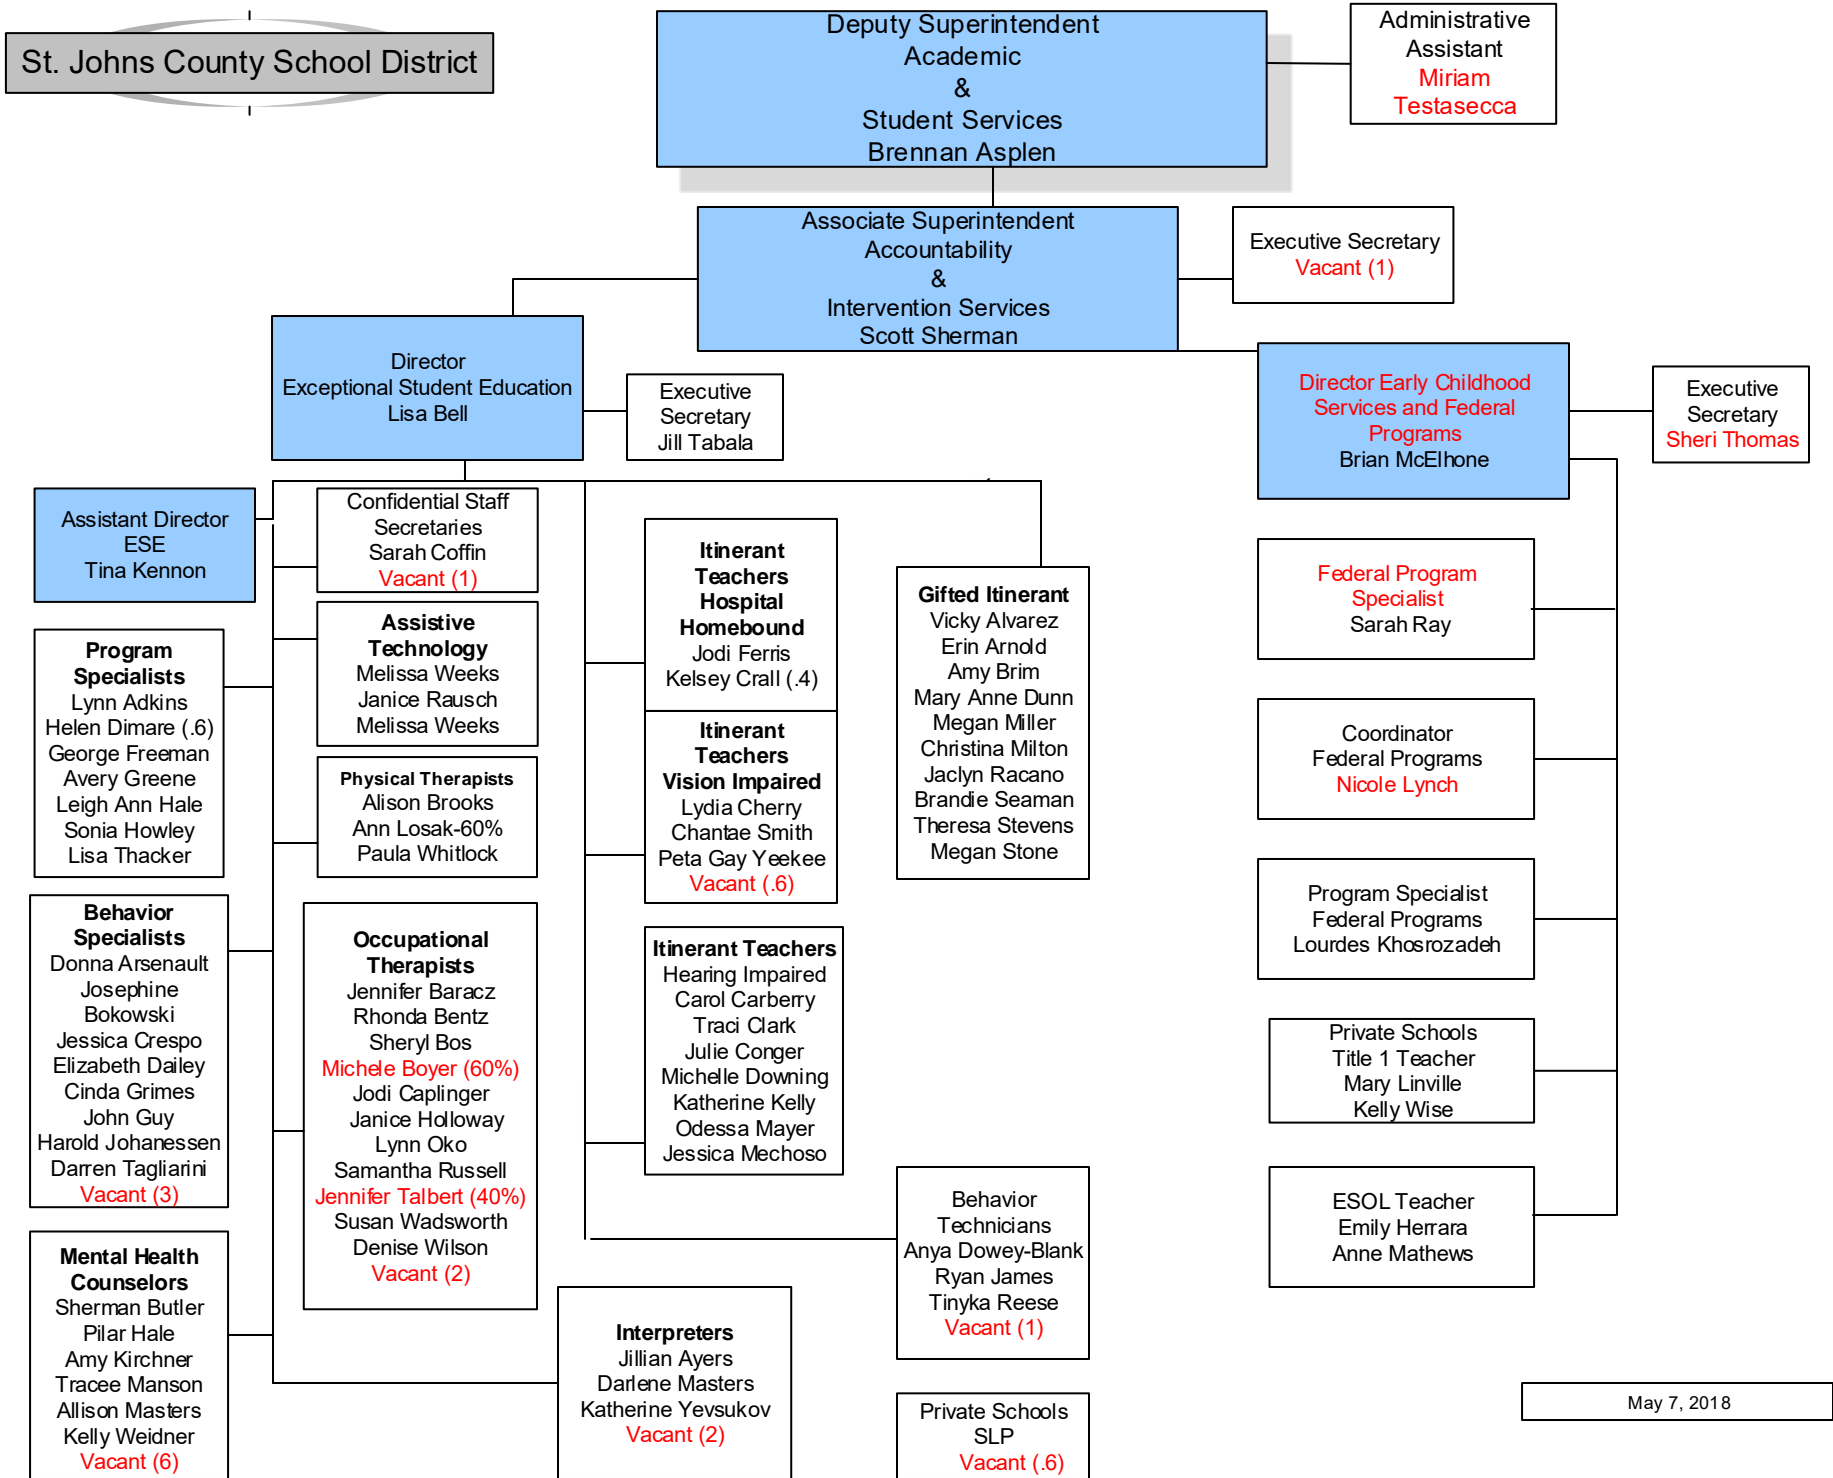 St. Johns County School District
Deputy Superintendent
Academic
&
Student Services
Brennan Asplen
Administrative
Assistant
Miriam
Testasecca
Associate Superintendent
Accountability
&
Intervention Services
Scott Sherman
Executive Secretary
Vacant (1)
Director
Exceptional Student Education
Lisa Bell
Executive
Secretary
Jill Tabala
Director Early Childhood
Services and Federal
Programs
Brian McElhone
Executive
Secretary
Sheri Thomas
Assistant Director
ESE
Tina Kennon
Confidential Staff
Secretaries
Sarah Coffin
Vacant (1)
Program
Specialists
Lynn Adkins
Helen Dimare (.6)
George Freeman
Avery Greene
Leigh Ann Hale
Sonia Howley
Lisa Thacker
Assistive
Technology
Melissa Weeks
Janice Rausch
Melissa Weeks
Physical Therapists
Alison Brooks
Ann Losak-60%
Paula Whitlock
Behavior
Specialists
Donna Arsenault
Josephine
Bokowski
Jessica Crespo
Elizabeth Dailey
Cinda Grimes
John Guy
Harold Johanessen
Darren Tagliarini
Vacant (3)
Occupational
Therapists
Jennifer Baracz
Rhonda Bentz
Sheryl Bos
Michele Boyer (60%)
Jodi Caplinger
Janice Holloway
Lynn Oko
Samantha Russell
Jennifer Talbert (40%)
Susan Wadsworth
Denise Wilson
Vacant (2)
Mental Health
Counselors
Sherman Butler
Pilar Hale
Amy Kirchner
Tracee Manson
Allison Masters
Kelly Weidner
Vacant (6)
Itinerant
Teachers
Hospital
Homebound
Jodi Ferris
Kelsey Crall (.4)
Itinerant
Teachers
Vision Impaired
Lydia Cherry
Chantae Smith
Peta Gay Yeekee
Vacant (.6)
Itinerant Teachers
Hearing Impaired
Carol Carberry
Traci Clark
Julie Conger
Michelle Downing
Katherine Kelly
Odessa Mayer
Jessica Mechoso
Interpreters
Jillian Ayers
Darlene Masters
Katherine Yevsukov
Vacant (2)
Gifted Itinerant
Vicky Alvarez
Erin Arnold
Amy Brim
Mary Anne Dunn
Megan Miller
Christina Milton
Jaclyn Racano
Brandie Seaman
Theresa Stevens
Megan Stone
Behavior
Technicians
Anya Dowey-Blank
Ryan James
Tinyka Reese
Vacant (1)
Private Schools
SLP
Vacant (.6)
Federal Program
Specialist
Sarah Ray
Coordinator
Federal Programs
Nicole Lynch
Program Specialist
Federal Programs
Lourdes Khosrozadeh
Private Schools
Title 1 Teacher
Mary Linville
Kelly Wise
ESOL Teacher
Emily Herrara
Anne Mathews
May 7, 2018